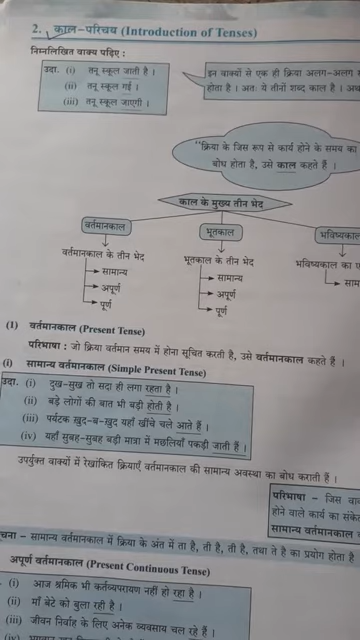 2. काल-परिचय (Introduction of Tenses)
निम्नलिखित वाक्य पढ़िए :
उदा. (i) तनू स्कूल जाती है ।
(ii) तनू स्कूल गई ।
(iii) तनू स्कूल जाएगी ।
इन वाक्यों से एक ही क्रिया अलग-अलग
होता है । अतः ये तीनों शब्द काल है ।
“क्रिया के जिस रूप से कार्य होने के समय का
बोध होता है, उसे काल कहते हैं ।
काल के मुख्य तीन भेद
वर्तमानकाल
भूतकाल
भविष्यकाल
वर्तमानकाल के तीन भेद
भूतकाल के तीन भेद
भविष्यकाल का
सामान्य
सामान्य
अपूर्ण
अपूर्ण
पूर्ण
पूर्ण
(1) वर्तमानकाल (Present Tense)
परिभाषा : जो क्रिया वर्तमान समय में होना सूचित करती है, उसे वर्तमानकाल कहते हैं ।
(i) सामान्य वर्तमानकाल (Simple Present Tense)
उदा. (i) दुख-सुख तो सदा ही लगा रहता है ।
(ii) बड़े लोगों की बात भी बड़ी होती है ।
(iii) पर्यटक खुद-ब-खुद यहाँ खींचे चले आते हैं ।
(iv) यहाँ सुबह-सुबह बड़ी मात्रा में मछलियाँ पकड़ी जाती हैं ।
उपर्युक्त वाक्यों में रेखांकित क्रियाएँ वर्तमानकाल की सामान्य अवस्था का बोध कराती हैं ।
परिभाषा – जिस
होने वाले कार्य का
सामान्य वर्तमानकाल
चना – सामान्य वर्तमानकाल में क्रिया के अंत में ता है, ती है, ती है, तथा ते है का प्रयोग होता है
अपूर्ण वर्तमानकाल (Present Continuous Tense)
(i) आज श्रमिक भी कर्तव्यपरायण नहीं हो रहा है ।
(ii) माँ बेटे को बुला रही है ।
(iii) जीवन निर्वाह के लिए अनेक व्यवसाय चल रहे हैं ।